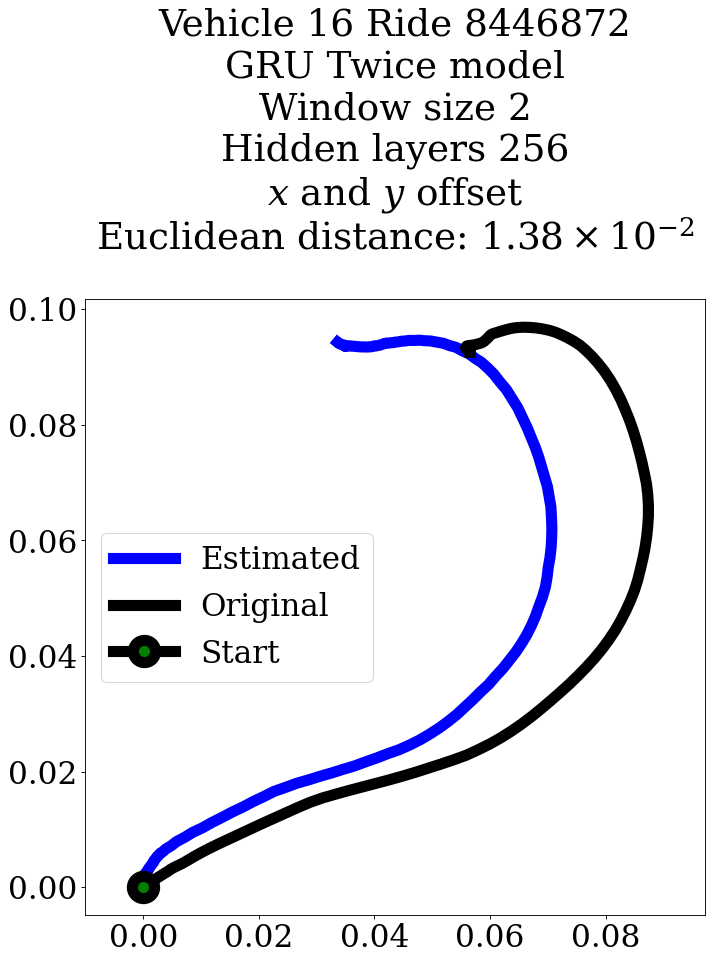 Vehicle 16 Ride 8446872
GRU Twice model
Window size 2
Hidden layers 256
x and y offset
Euclidean distance: 1.38 × 10⁻²
0.10
0.08
0.06
0.04
0.02
0.00
Estimated
Original
Start
0.00 0.02 0.04 0.06 0.08